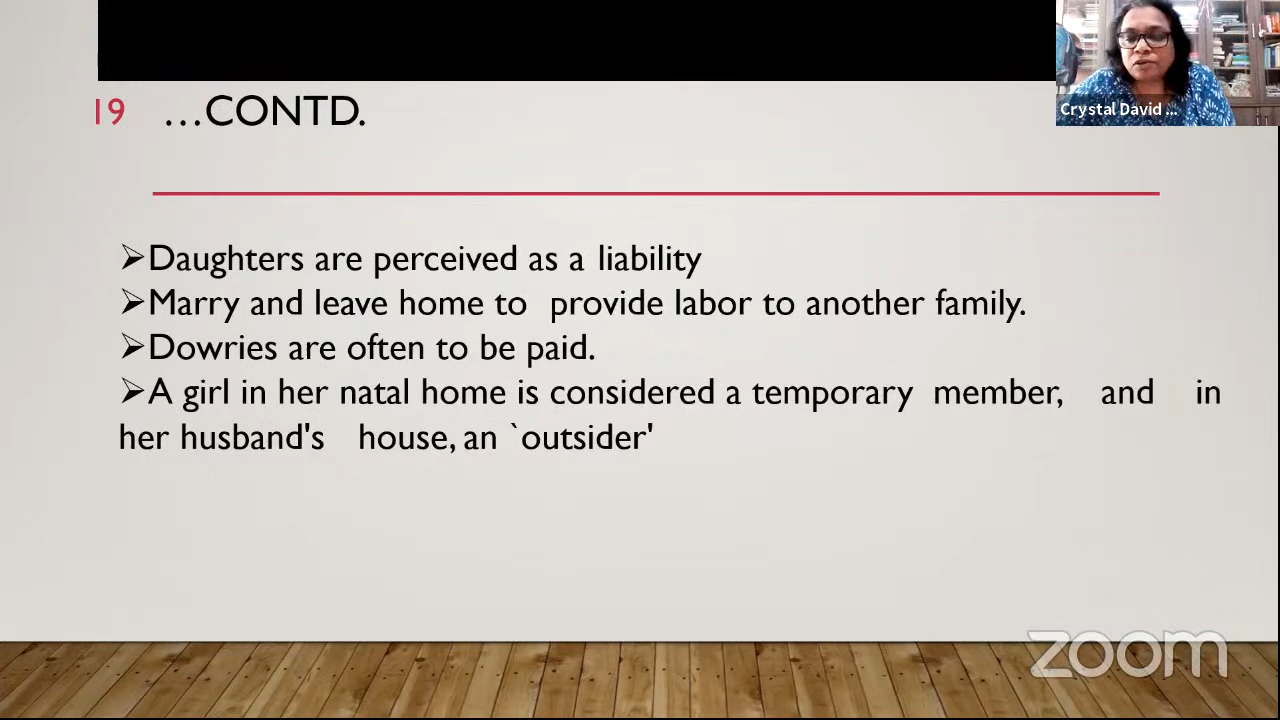 Crystal David ...
19 ...CONTD.
➢Daughters are perceived as a liability
➢Marry and leave home to provide labor to another family.
➢Dowries are often to be paid.
➢A girl in her natal home is considered a temporary member, and in
her husband's house, an `outsider'
zoom